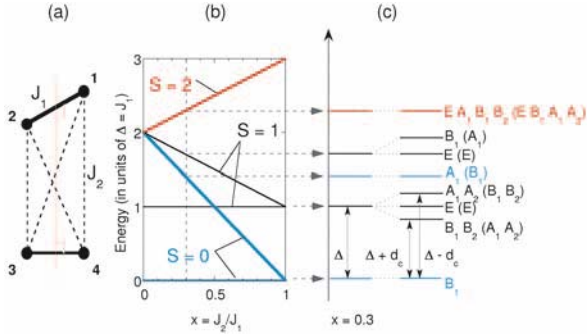 (a)
(b)
(c)
1
J₁
2
J₂
3
4
Energy (in units of Δ = J₁)
3
2
1
0
S = 2
S = 1
S = 0
0
0.5
1
x = J₂/J₁
E A₁ B₁ B₂ (E B₂ A₁ A₂)
B₁ (A₁)
E (E)
A₁ (B₁)
A₁ A₂ (B₁ B₂)
E (E)
B₁ B₂ (A₁ A₂)
Δ
Δ + d_c
Δ - d_c
B₁
x = 0.3